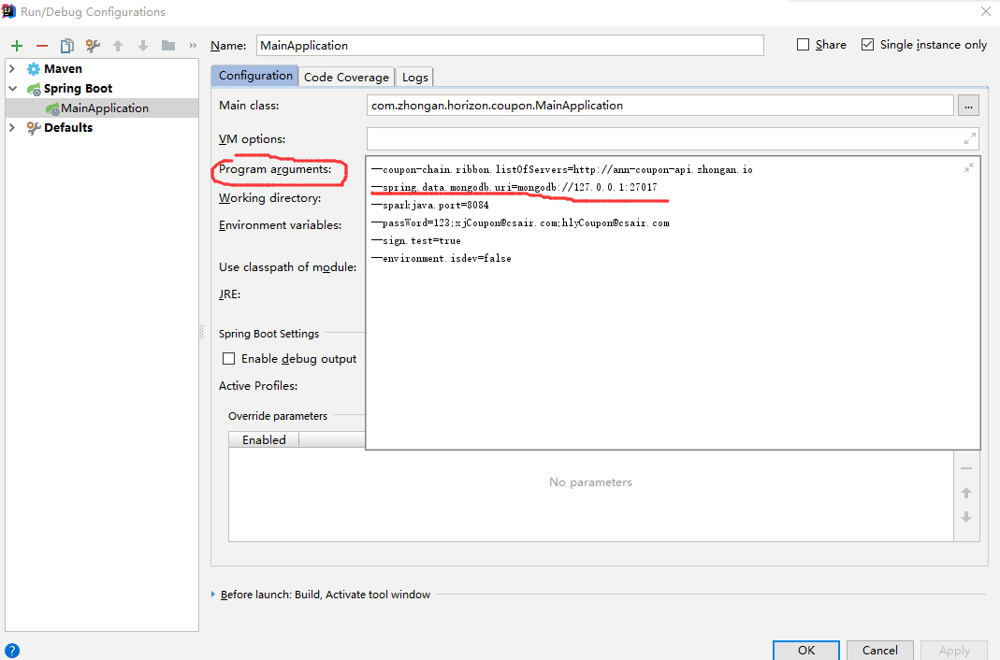 Run/Debug Configurations
Name: MainApplication
Share
Single instance only
Maven
Spring Boot
MainApplication
Defaults
Configuration
Code Coverage
Logs
Main class: com.zhongan.horizon.coupon.MainApplication
...
VM options:
Program arguments:
--coupon-chain.ribbon.listOfServers=http://ann-coupon-api.zhongan.io
--spring.data.mongodb.uri=mongodb://127.0.0.1:27017
--sparkjava.port=8084
--passWord=123;xjCoupon@csair.com;hlyCoupon@csair.com
--sign.test=true
--environment.isdev=false
Working directory:
Environment variables:
Use classpath of module:
JRE:
Spring Boot Settings
Enable debug output
Active Profiles:
Override parameters
Enabled
No parameters
Before launch: Build, Activate tool window
?
OK
Cancel
Apply